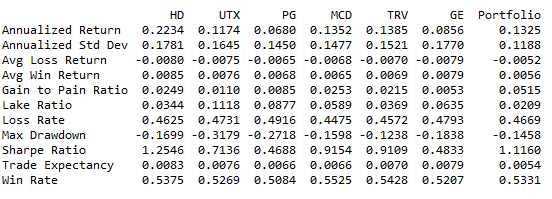 HD UTX PG MCD TRV GE Portfolio
Annualized Return 0.2234 0.1174 0.0680 0.1352 0.1385 0.0856 0.1325
Annualized Std Dev 0.1781 0.1645 0.1450 0.1477 0.1521 0.1770 0.1188
Avg Loss Return -0.0080 -0.0075 -0.0065 -0.0068 -0.0070 -0.0079 -0.0052
Avg Win Return 0.0085 0.0076 0.0068 0.0065 0.0069 0.0079 0.0056
Gain to Pain Ratio 0.0249 0.0110 0.0085 0.0253 0.0215 0.0053 0.0515
Lake Ratio 0.0344 0.1118 0.0877 0.0589 0.0369 0.0635 0.0209
Loss Rate 0.4625 0.4731 0.4916 0.4475 0.4572 0.4793 0.4669
Max Drawdown -0.1699 -0.3179 -0.2718 -0.1598 -0.1238 -0.1838 -0.1458
Sharpe Ratio 1.2546 0.7136 0.4688 0.9154 0.9109 0.4833 1.1160
Trade Expectancy 0.0083 0.0076 0.0066 0.0066 0.0070 0.0079 0.0054
Win Rate 0.5375 0.5269 0.5084 0.5525 0.5428 0.5207 0.5331